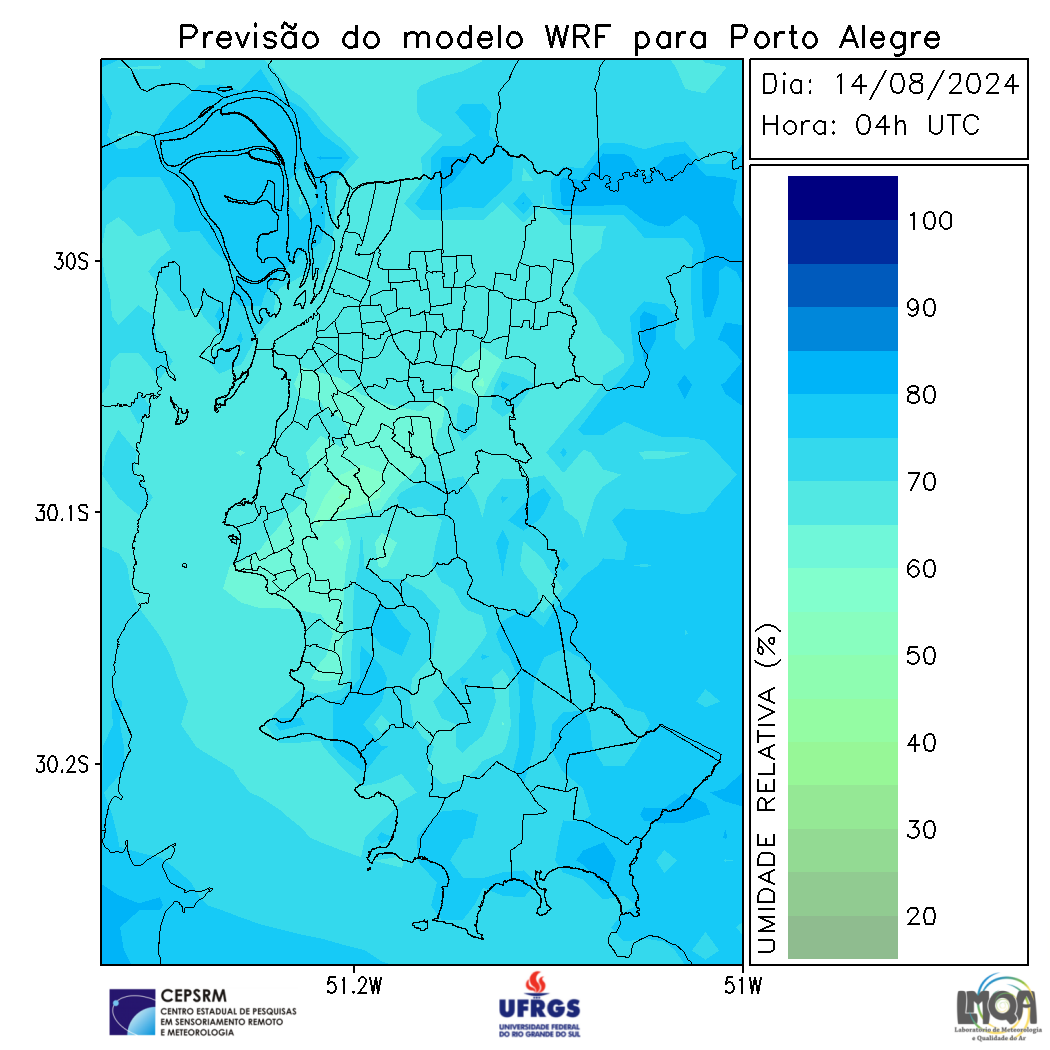 Previsão do modelo WRF para Porto Alegre
Dia: 14/08/2024
Hora: 04h UTC
30S
30.1S
30.2S
51.2W
51W
100
90
80
70
60
50
40
30
20
UMIDADE RELATIVA (%)
CEPSRM
CENTRO ESTADUAL DE PESQUISAS
EM SENSORIAMENTO REMOTO
E METEOROLOGIA
UFRGS
UNIVERSIDADE FEDERAL
DO RIO GRANDE DO SUL
LMQA
Laboratório de Meteorologia
e Qualidade do Ar